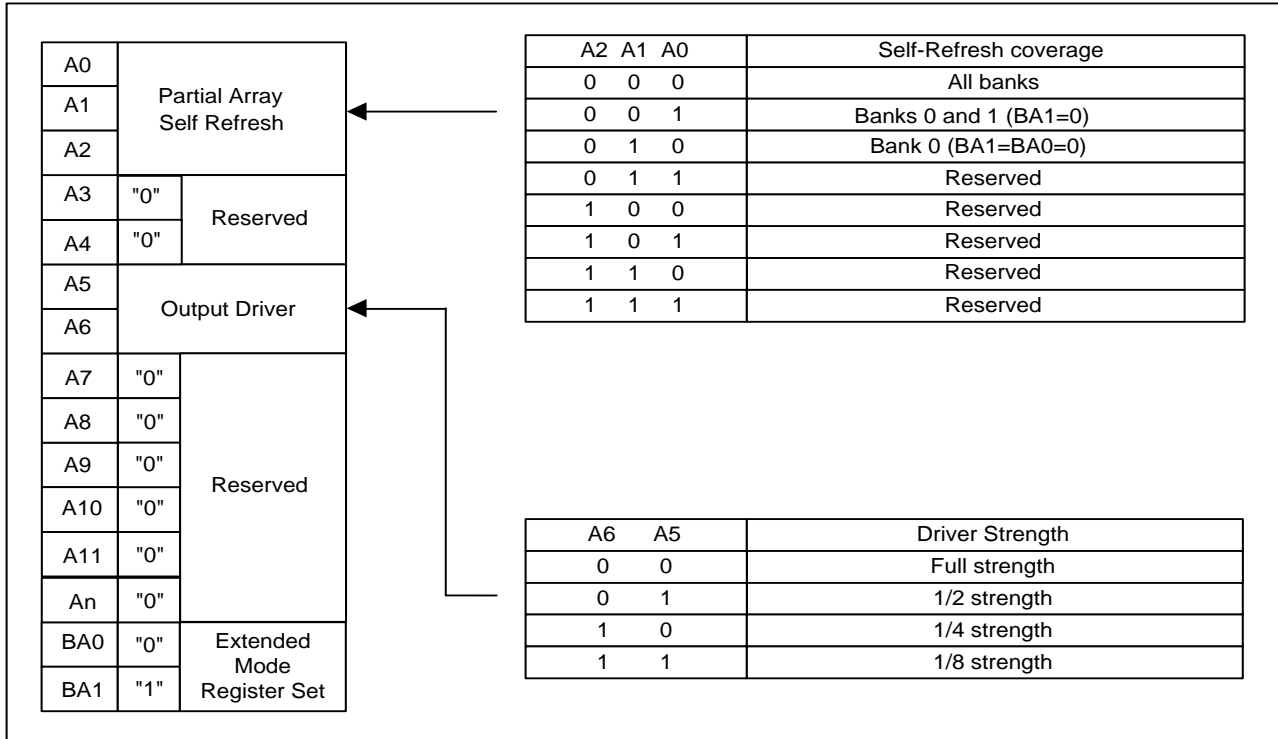 A0
A1
A2
Partial Array
Self Refresh
A3 "0"
A4 "0"
Reserved
A5
A6
Output Driver
A7 "0"
A8 "0"
A9 "0"
A10 "0"
A11 "0"
An "0"
Reserved
BA0 "0"
BA1 "1"
Extended
Mode
Register Set
A2 A1 A0 Self-Refresh coverage
0 0 0 All banks
0 0 1 Banks 0 and 1 (BA1=0)
0 1 0 Bank 0 (BA1=BA0=0)
0 1 1 Reserved
1 0 0 Reserved
1 0 1 Reserved
1 1 0 Reserved
1 1 1 Reserved
A6 A5 Driver Strength
0 0 Full strength
0 1 1/2 strength
1 0 1/4 strength
1 1 1/8 strength